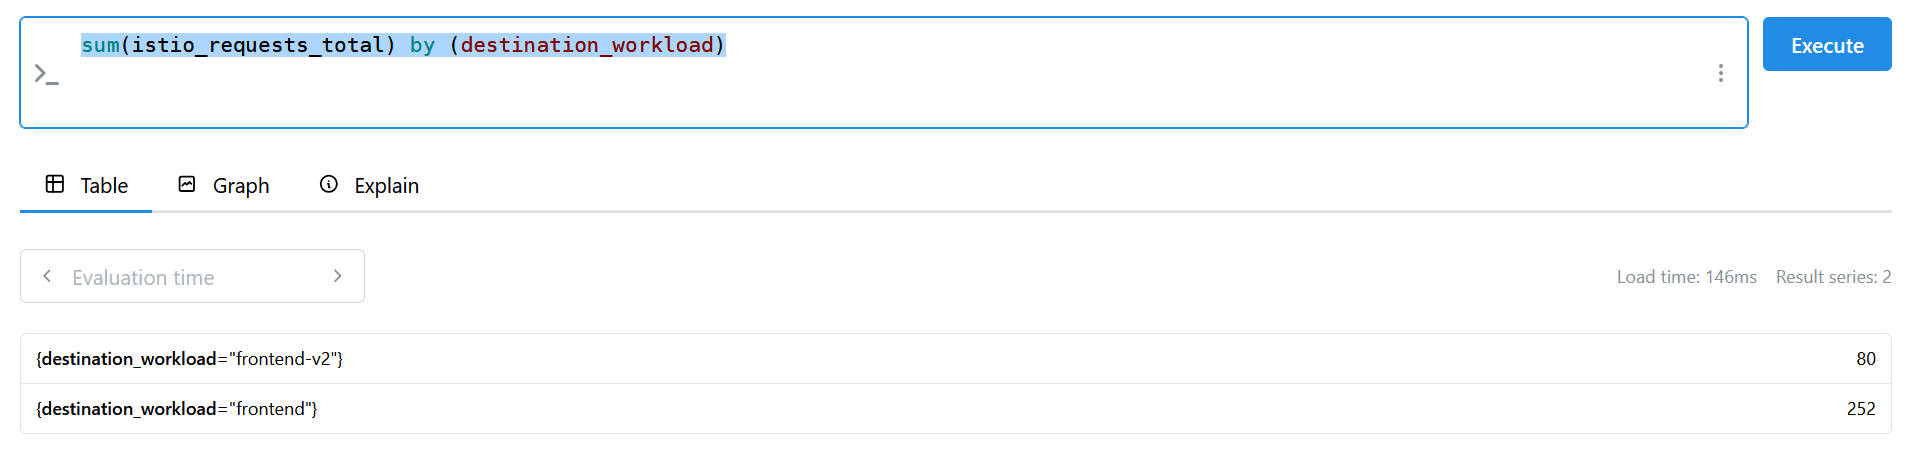 sum(istio_requests_total) by (destination_workload)
Execute
Table Graph Explain
Evaluation time
Load time: 146ms Result series: 2
{destination_workload="frontend-v2"} 80
{destination_workload="frontend"} 252